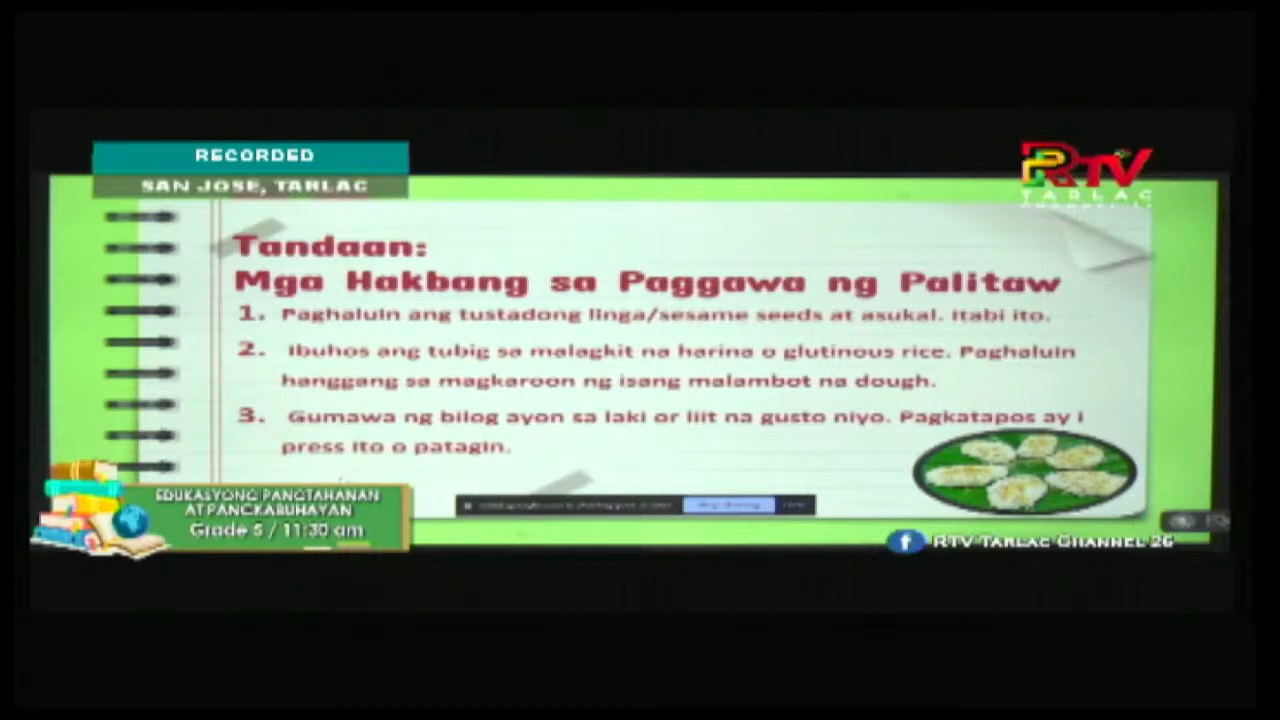 RECORDED
SAN JOSE, TARLAC
RTV
TARLAC
Tandaan:
Mga Hakbang sa Paggawa ng Palitaw
1. Paghaluin ang tustadong linga/sesame seeds at asukal. Itabi ito.
2. Ibuhos ang tubig sa malagkit na harina o glutinous rice. Paghaluin
hanggang sa magkaroon ng isang malambot na dough.
3. Gumawa ng bilog ayon sa laki or liit na gusto niyo. Pagkatapos ay i
press ito o patagin.
EDUKASYONG PANGTAHANAN
AT PANGKABUHAYAN
Grade 5 / 11:30 am
RTV TARLAC CHANNEL 26